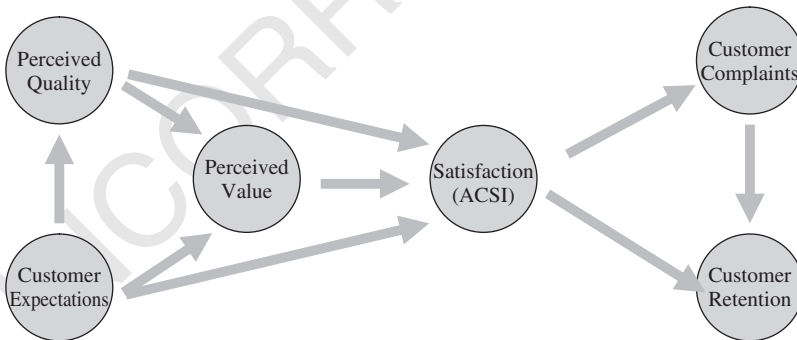 Perceived
Quality
Customer
Complaints
Perceived
Value
Satisfaction
(ACSI)
Customer
Expectations
Customer
Retention